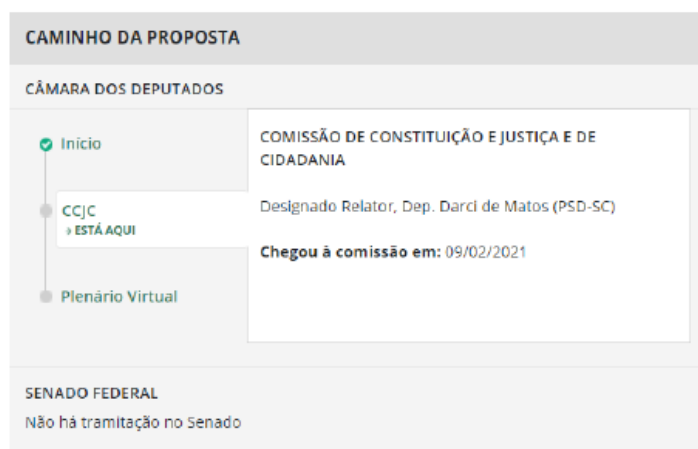 CAMINHO DA PROPOSTA
CÂMARA DOS DEPUTADOS
Início
CCJC
» ESTÁ AQUI
Plenário Virtual
COMISSÃO DE CONSTITUIÇÃO E JUSTIÇA E DE
CIDADANIA
Designado Relator, Dep. Darci de Matos (PSD-SC)
Chegou à comissão em: 09/02/2021
SENADO FEDERAL
Não há tramitação no Senado